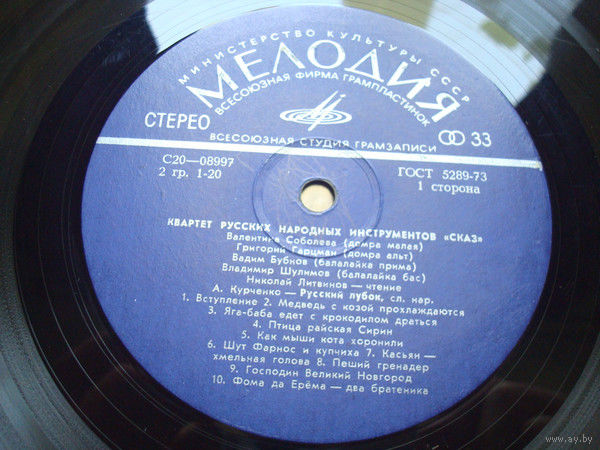 МИНИСТЕРСТВО КУЛЬТУРЫ СССР
МЕЛОДИЯ
ВСЕСОЮЗНАЯ ФИРМА ГРАМПЛАСТИНОК
СТЕРЕО
33
ВСЕСОЮЗНАЯ СТУДИЯ ГРАМЗАПИСИ
С20—08997
ГОСТ 5289-73
2 гр. 1-20
1 сторона
КВАРТЕТ РУССКИХ НАРОДНЫХ ИНСТРУМЕНТОВ «СКАЗ»
Валентина Соболева (домра малая)
Григорий Гарцман (домра альт)
Вадим Бубнов (балалайка прима)
Владимир Шулимов (балалайка бас)
Николай Литвинов — чтение
А. Курченко — Русский лубок, сл. нар.
1. Вступление 2. Медведь с козой прохлаждаются
3. Яга-баба едет с крокодилом драться
4. Птица райская Сирин
5. Как мыши кота хоронили
6. Шут Фарнос и купчиха 7. Касьян —
хмельная голова 8. Пеший гренадер
9. Господин Великий Новгород
10. Фома да Ерёма — два братеника
www.ay.by